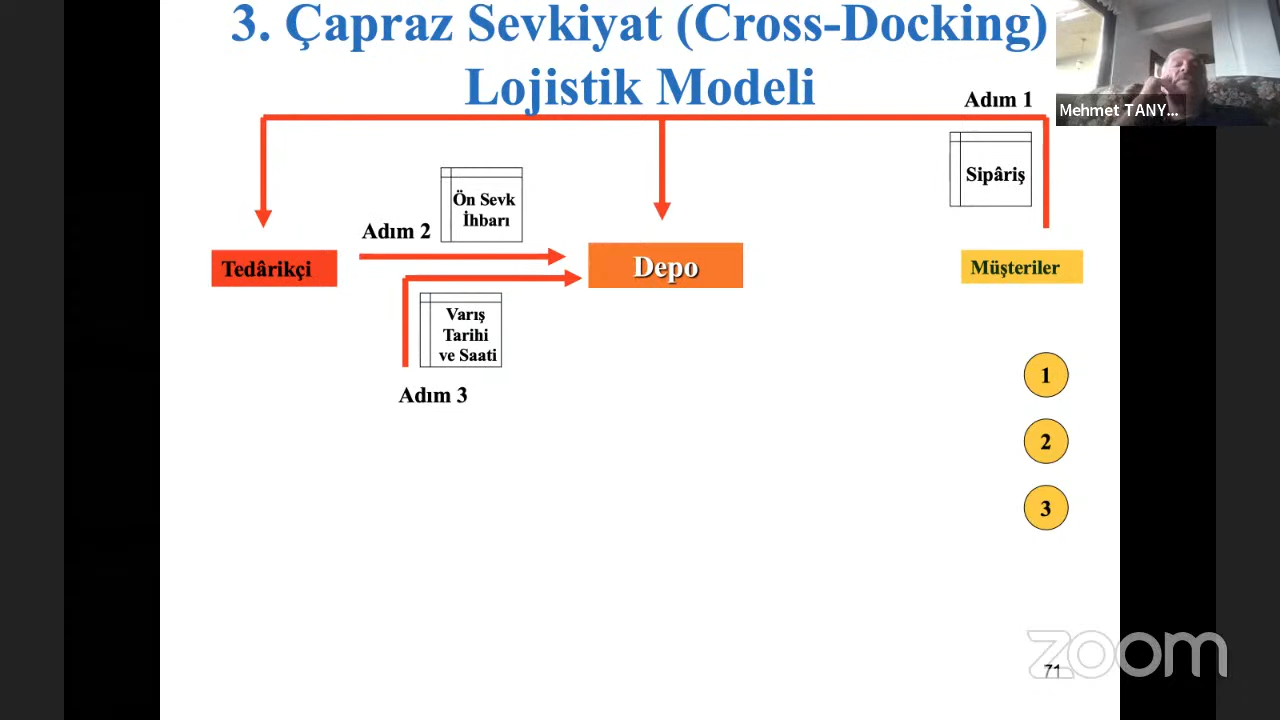 3. Çapraz Sevkiyat (Cross-Docking)
Lojistik Modeli
Adım 1
Mehmet TANY...
Sipâriş
Ön Sevk
İhbarı
Adım 2
Tedârikçi
Depo
Müşteriler
Varış
Tarihi
ve Saati
Adım 3
1
2
3
zoom
71